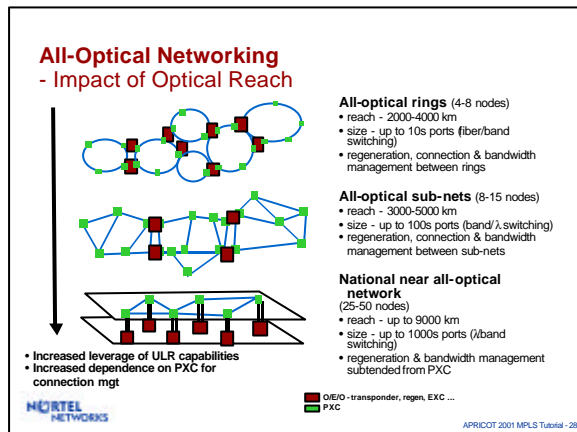 All-Optical Networking
- Impact of Optical Reach
All-optical rings (4-8 nodes)
• reach - 2000-4000 km
• size - up to 10s ports (fiber/band
switching)
• regeneration, connection & bandwidth
management between rings
All-optical sub-nets (8-15 nodes)
• reach - 3000-5000 km
• size - up to 100s ports (band/λ switching)
• regeneration, connection & bandwidth
management between sub-nets
National near all-optical
network
(25-50 nodes)
• reach - up to 9000 km
• size - up to 1000s ports (λ/band
switching)
• regeneration & bandwidth management
subtended from PXC
• Increased leverage of ULR capabilities
• Increased dependence on PXC for
connection mgt
O/E/O - transponder, regen, EXC ...
PXC
NORTEL
NETWORKS
APRICOT 2001 MPLS Tutorial - 28